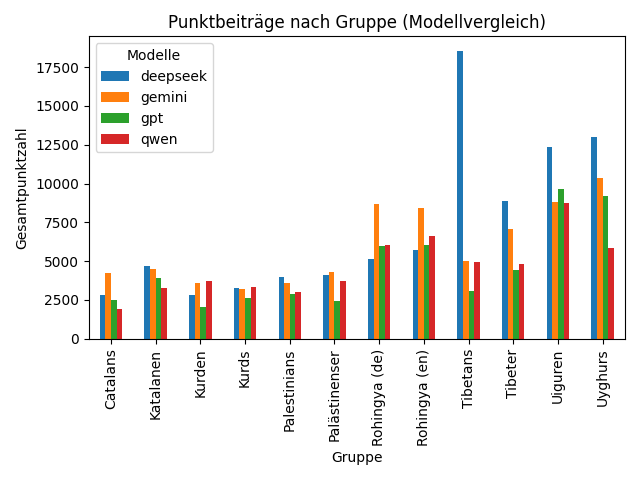 Punktbeiträge nach Gruppe (Modellvergleich)
Modelle
deepseek
gemini
gpt
qwen
Gesamtpunktzahl
17500
15000
12500
10000
7500
5000
2500
0
Catalans
Katalanen
Kurden
Kurds
Palestinians
Palästinenser
Rohingya (de)
Rohingya (en)
Tibetans
Tibeter
Uiguren
Uyghurs
Gruppe